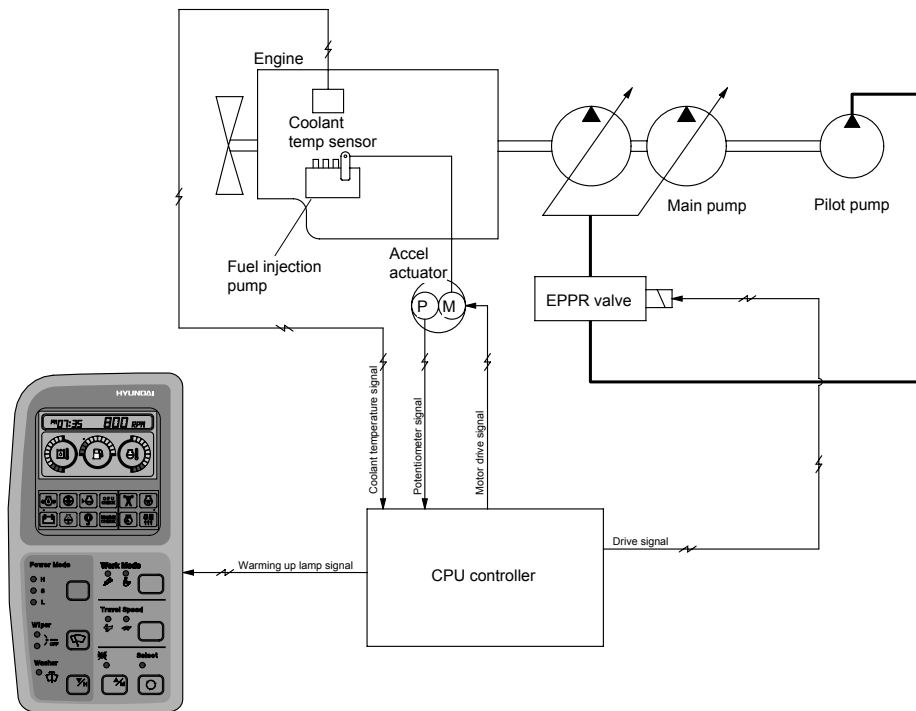 Engine
Coolant
temp sensor
Fuel injection
pump
Accel
actuator
P
M
Main pump
Pilot pump
EPPR valve
Coolant temperature signal
Potentiometer signal
Motor drive signal
Drive signal
CPU controller
Warming up lamp signal
HYUNDAI
PM 07:35 800 RPM
CPU
Power Mode
H
S
L
Work Mode
Travel Speed
Wiper
OFF
Washer
Select